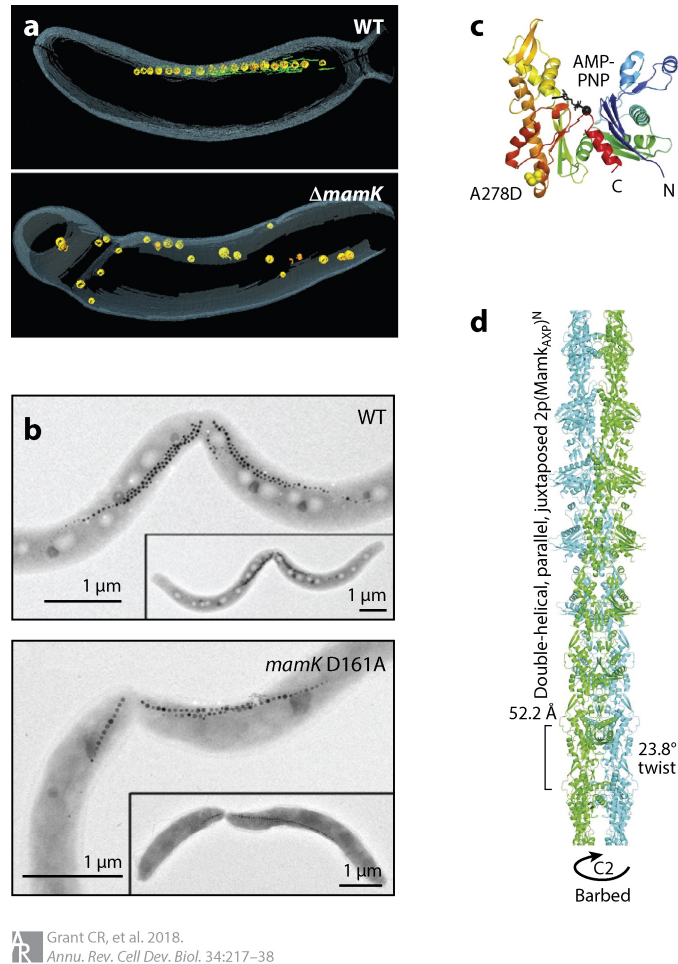 a
WT
ΔmamK
b
WT
1 µm
1 µm
mamK D161A
1 µm
1 µm
c
AMP-
PNP
A278D
C
N
d
Double-helical, parallel, juxtaposed 2p(MamkAXP)N
52.2 Å
23.8°
twist
C2
Barbed
AR
Grant CR, et al. 2018.
Annu. Rev. Cell Dev. Biol. 34:217–38